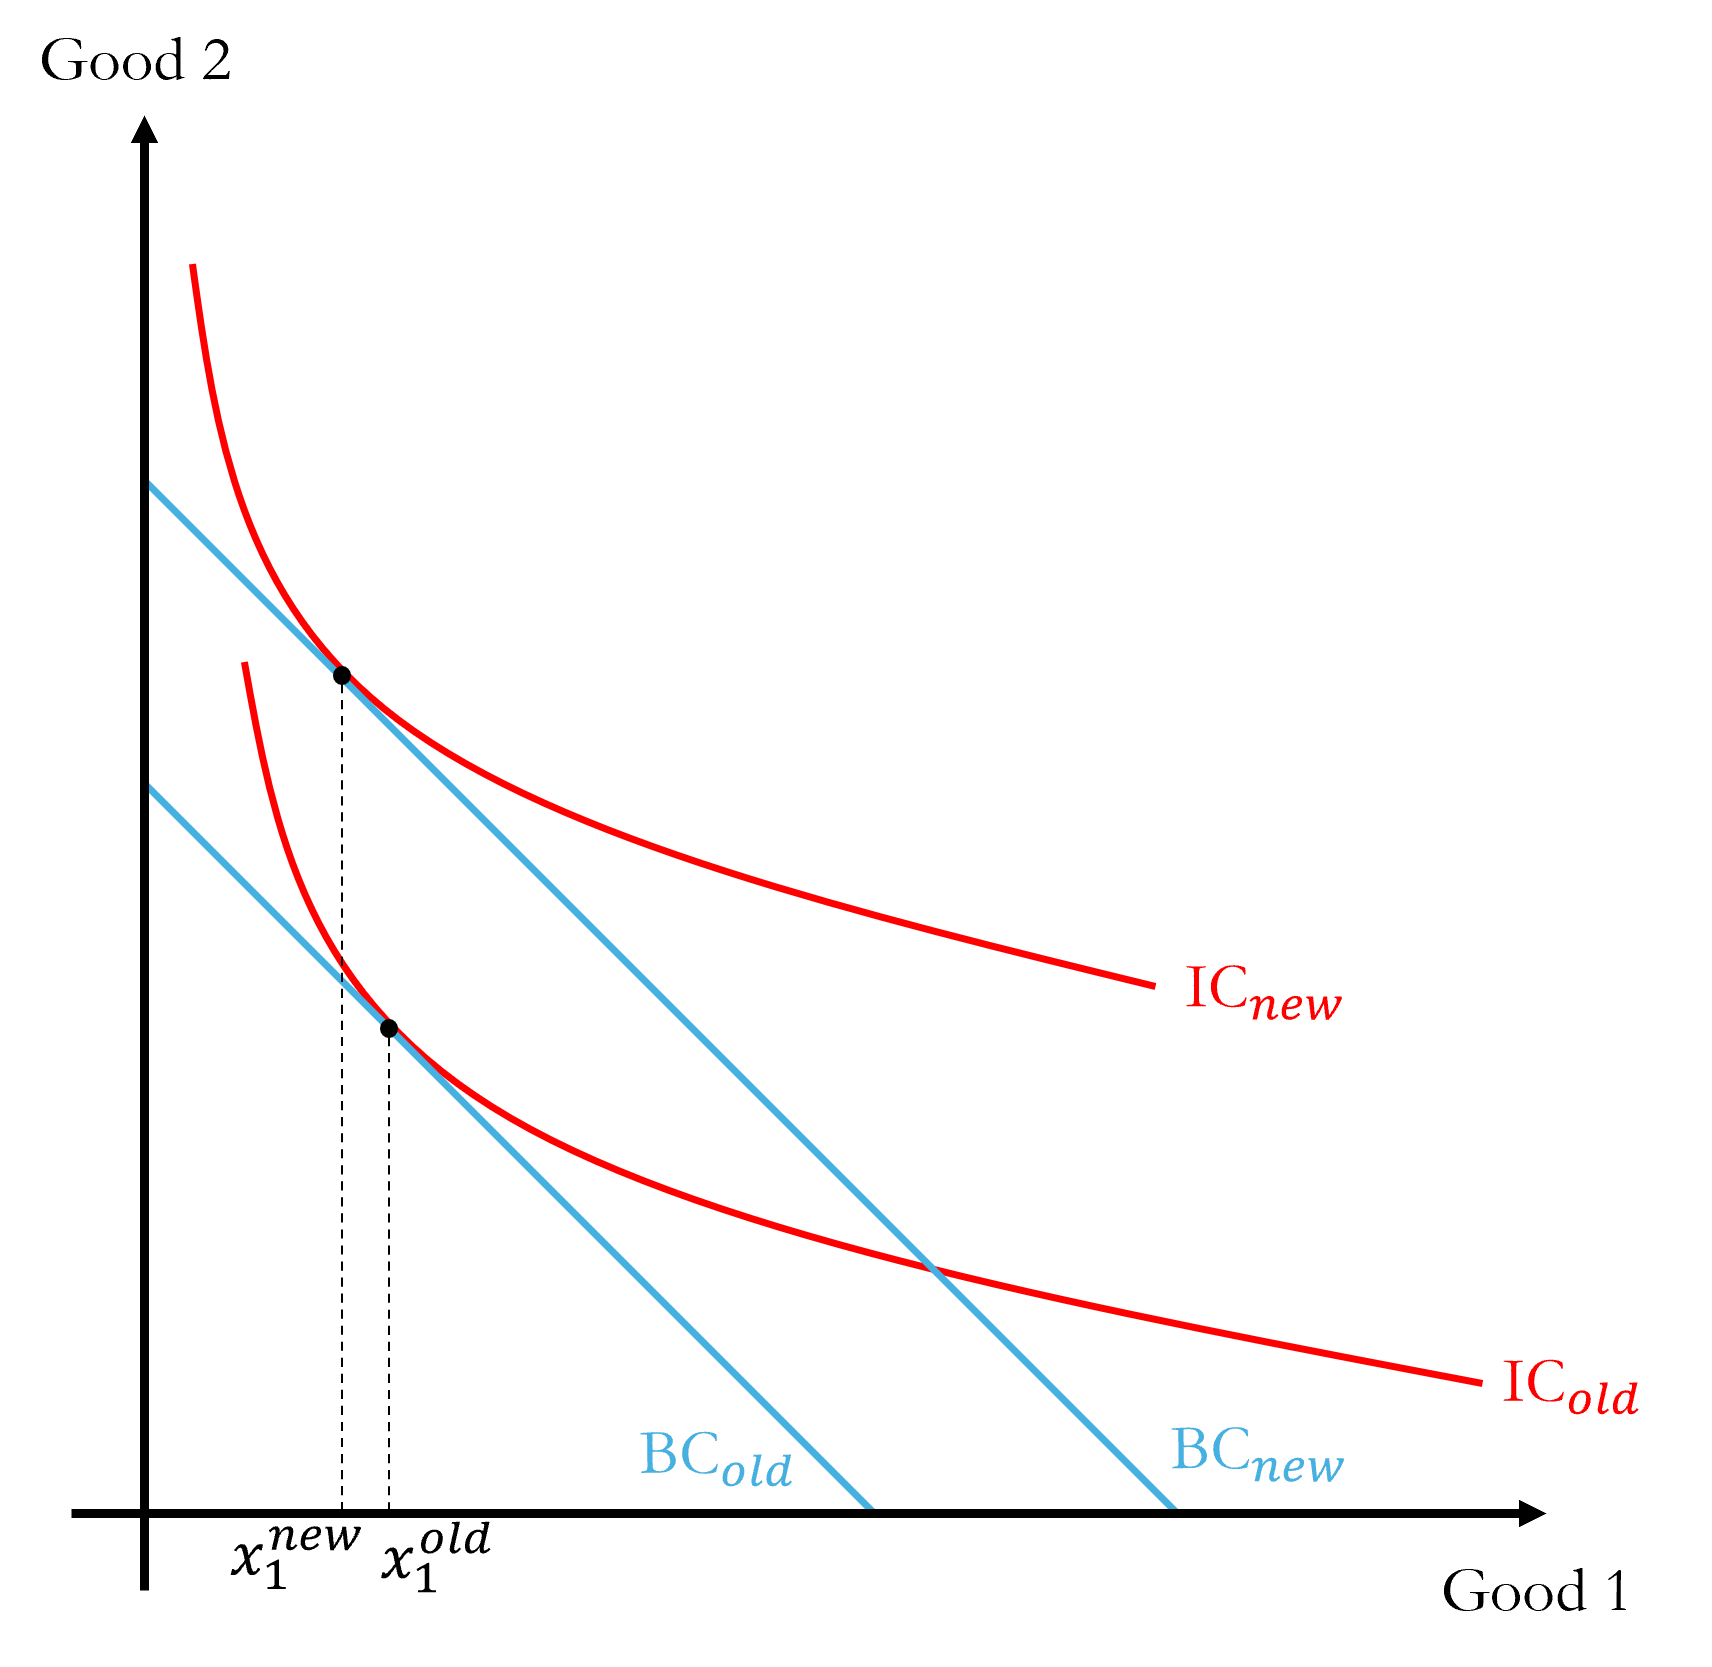 Good 2
IC_new
IC_old
BC_old
BC_new
x_1^new
x_1^old
Good 1